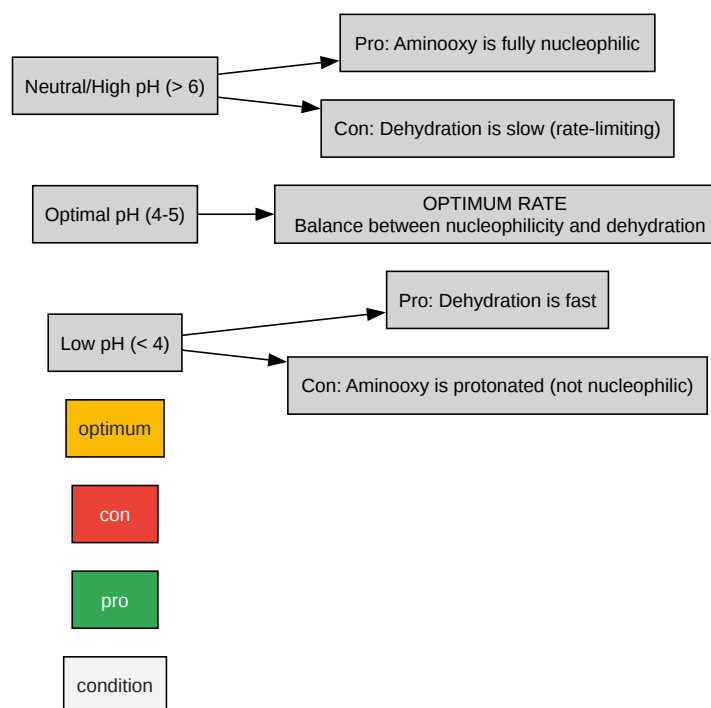 Neutral/High pH (> 6)
Pro: Aminooxy is fully nucleophilic
Con: Dehydration is slow (rate-limiting)
Optimal pH (4-5)
OPTIMUM RATE
Balance between nucleophilicity and dehydration
Low pH (< 4)
Pro: Dehydration is fast
Con: Aminooxy is protonated (not nucleophilic)
optimum
con
pro
condition